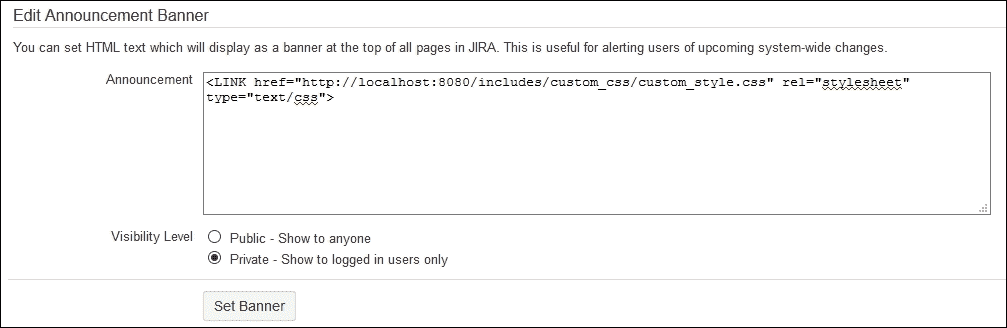 Edit Announcement Banner
You can set HTML text which will display as a banner at the top of all pages in JIRA. This is useful for alerting users of upcoming system-wide changes.
Announcement
<LINK href="http://localhost:8080/includes/custom_css/custom_style.css" rel="stylesheet"
type="text/css">
Visibility Level
Public - Show to anyone
Private - Show to logged in users only
Set Banner